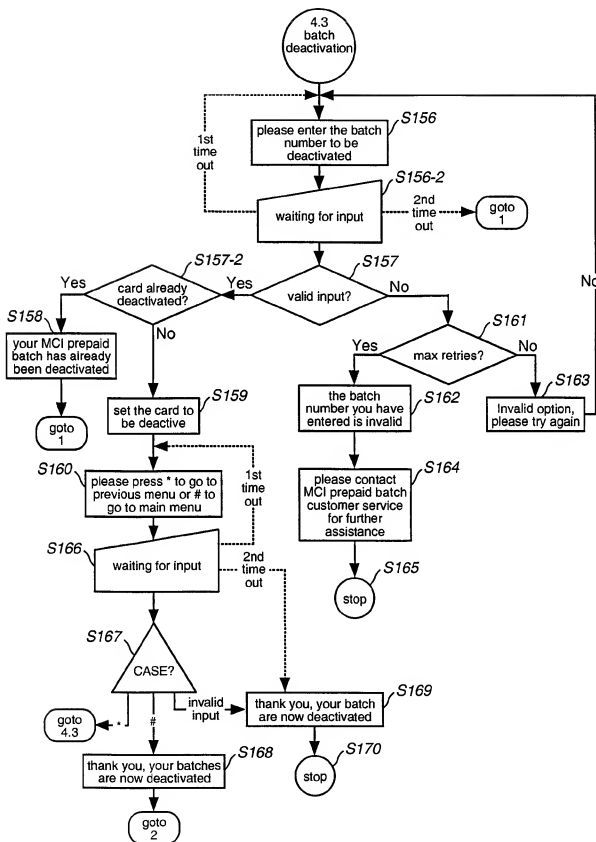 4.3
batch
deactivation
1st
time
out
S156
please enter the batch
number to be
deactivated
S156-2
waiting for input
2nd
time
out
goto
1
S157-2
card already
deactivated?
Yes
Yes
S157
valid input?
No
No
S158
your MCI prepaid
batch has already
been deactivated
No
S161
max retries?
Yes
No
goto
1
S159
set the card to
be deactive
S162
the batch
number you have
entered is invalid
S163
Invalid option,
please try again
S160
please press * to go to
previous menu or # to
go to main menu
1st
time
out
S164
please contact
MCI prepaid batch
customer service
for further
assistance
S166
waiting for input
2nd
time
out
S165
stop
S167
CASE?
invalid
input
S169
thank you, your batch
are now deactivated
goto
4.3
*
#
S168
thank you, your batches
are now deactivated
S170
stop
goto
2